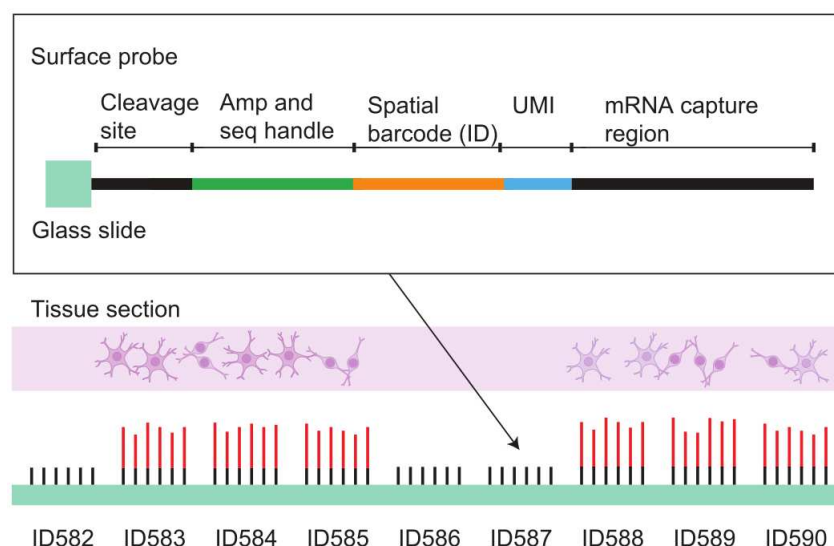 Surface probe
Cleavage site
Amp and seq handle
Spatial barcode (ID)
UMI
mRNA capture region
Glass slide
Tissue section
ID582 ID583 ID584 ID585 ID586 ID587 ID588 ID589 ID590